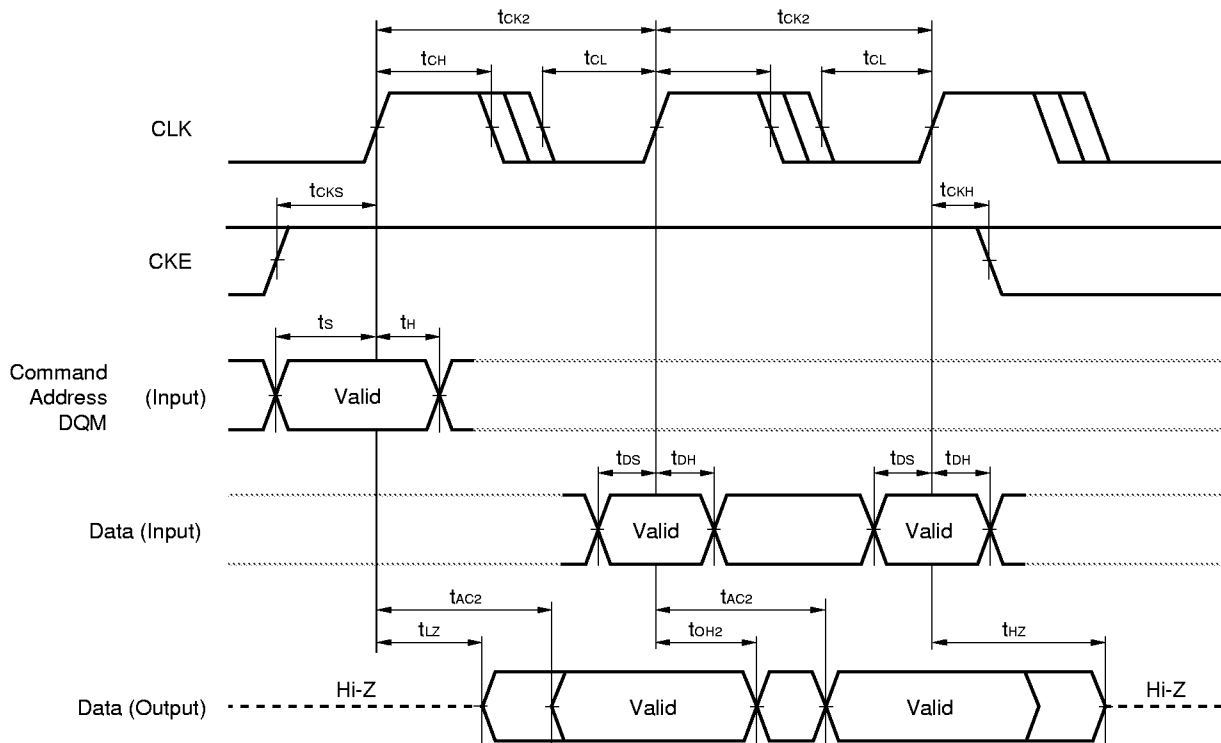 tCK2 tCK2
tCH tCL tCL
CLK
tCKS tCKH
CKE
tS tH
Command
Address (Input) Valid
DQM
tDS tDH tDS tDH
Data (Input) Valid Valid
tAC2 tAC2
tLZ tOH2 tHZ
Hi-Z Hi-Z
Data (Output) Valid Valid